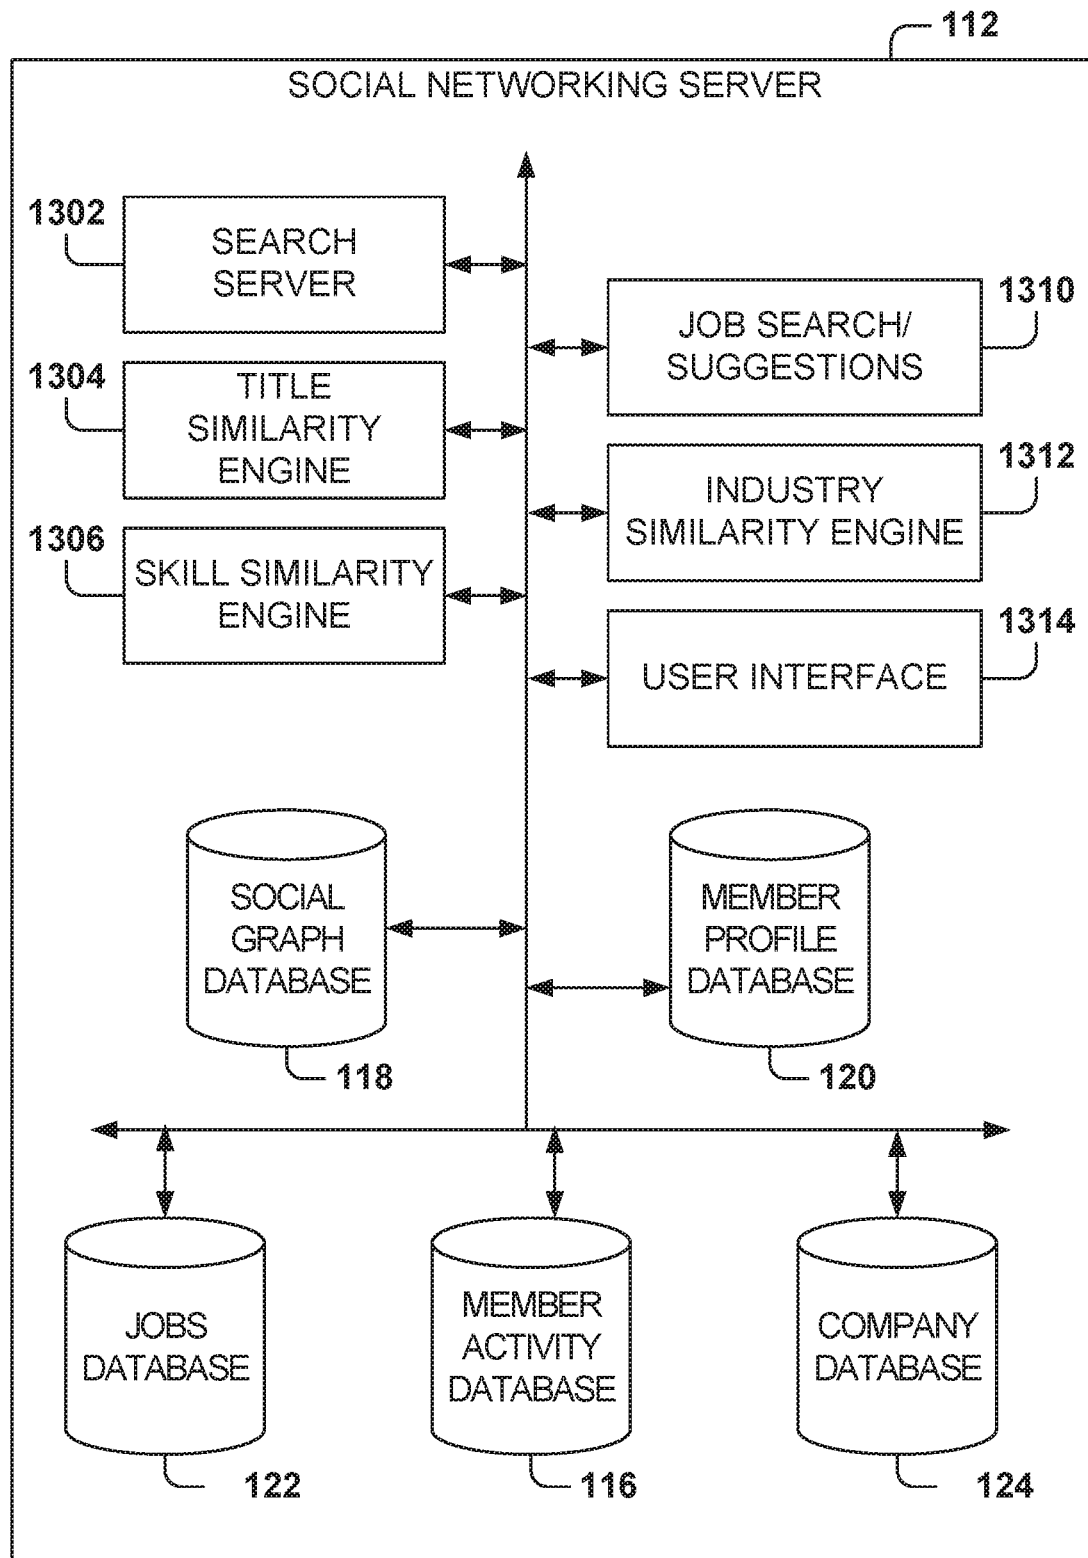 112
SOCIAL NETWORKING SERVER
1302
SEARCH
SERVER
1310
JOB SEARCH/
SUGGESTIONS
1304
TITLE
SIMILARITY
ENGINE
1312
INDUSTRY
SIMILARITY ENGINE
1306
SKILL SIMILARITY
ENGINE
1314
USER INTERFACE
SOCIAL
GRAPH
DATABASE
118
MEMBER
PROFILE
DATABASE
120
JOBS
DATABASE
122
MEMBER
ACTIVITY
DATABASE
116
COMPANY
DATABASE
124